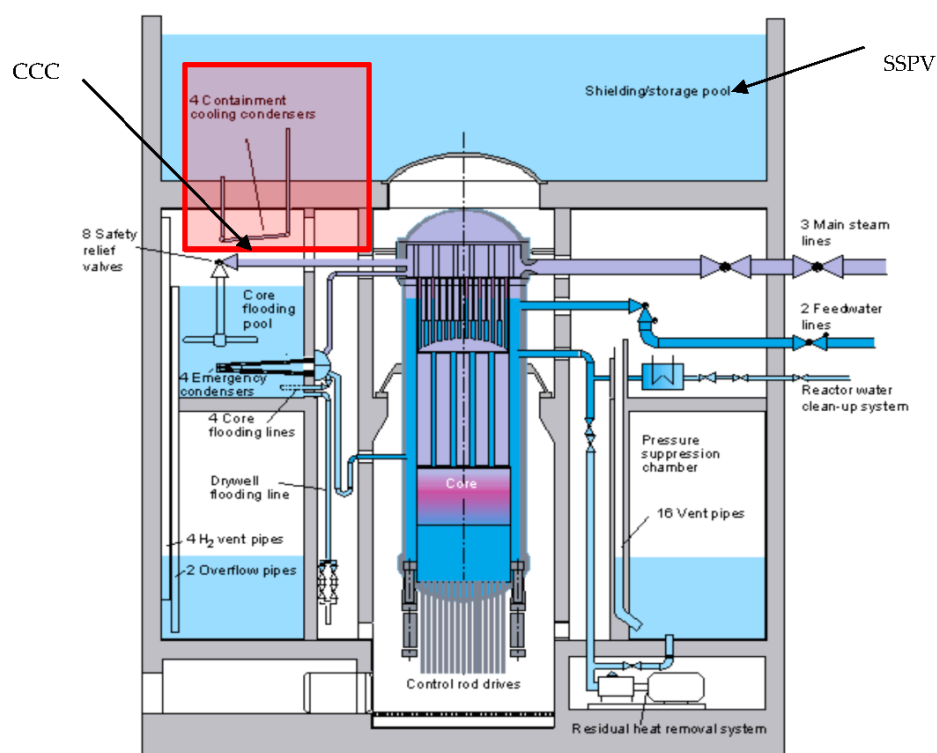 CCC
SSPV
4 Containment
cooling condensers
Shielding/storage pool
8 Safety
relief
valves
3 Main steam
lines
Core
flooding
pool
2 Feedwater
lines
4 Emergency
condensers
Reactor water
clean-up system
4 Core
flooding lines
Pressure
suppression
chamber
Drywell
flooding line
Core
16 Vent pipes
4 H₂ vent pipes
2 Overflow pipes
Control rod drives
Residual heat removal system